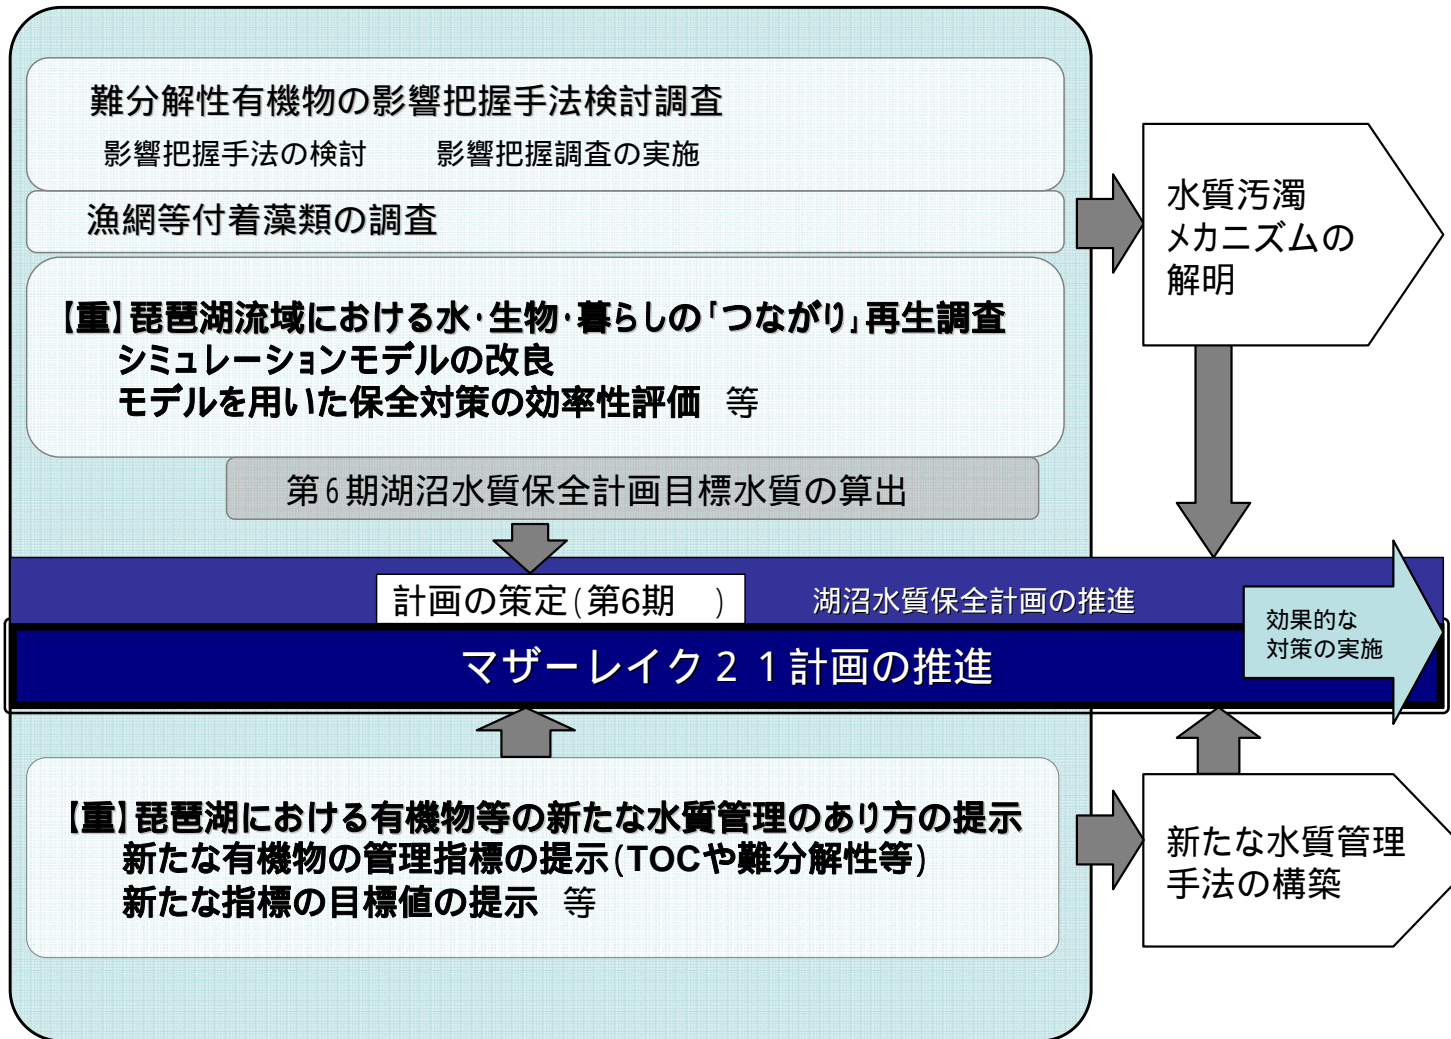 難分解性有機物の影響把握手法検討調査
影響把握手法の検討　　影響把握調査の実施
漁網等付着藻類の調査
【重】琵琶湖流域における水・生物・暮らしの「つながり」再生調査
シミュレーションモデルの改良
モデルを用いた保全対策の効率性評価　等
第6期湖沼水質保全計画目標水質の算出
水質汚濁
メカニズムの
解明
計画の策定(第6期　)
湖沼水質保全計画の推進
マザーレイク２１計画の推進
効果的な
対策の実施
【重】琵琶湖における有機物等の新たな水質管理のあり方の提示
新たな有機物の管理指標の提示(TOCや難分解性等)
新たな指標の目標値の提示　等
新たな水質管理
手法の構築